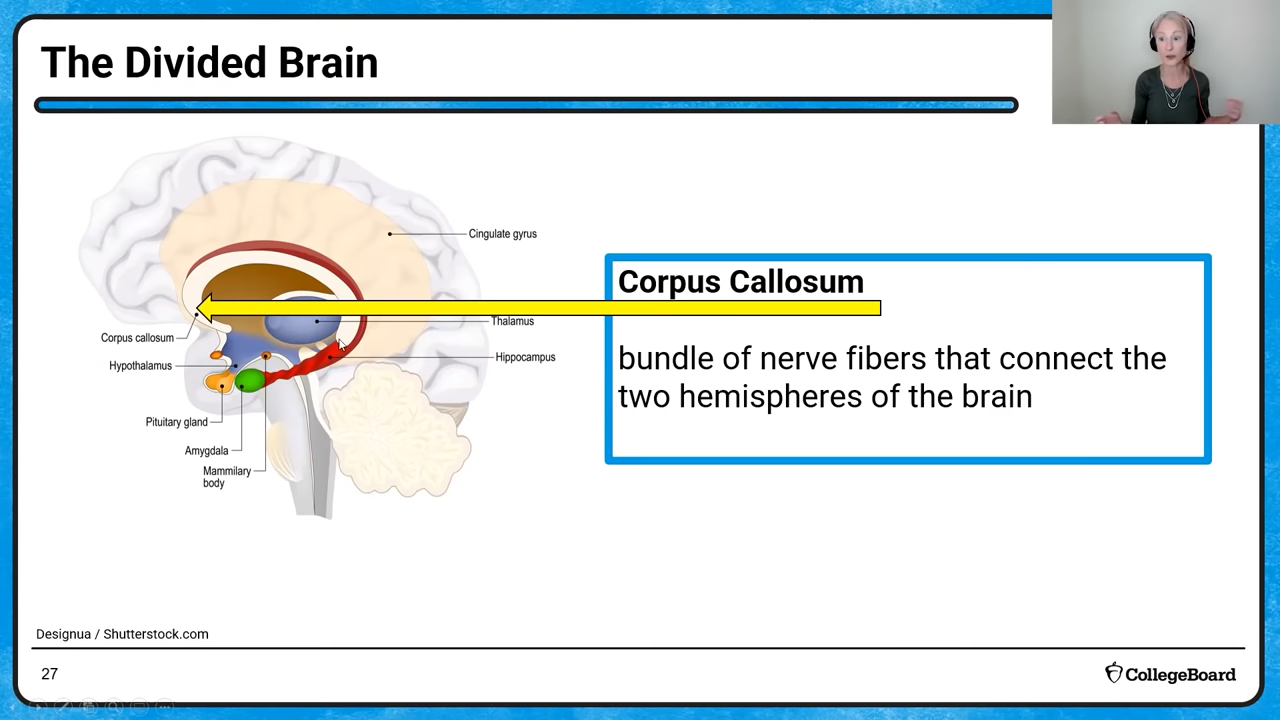 The Divided Brain
Cingulate gyrus
Thalamus
Corpus callosum
Hypothalamus
Hippocampus
Pituitary gland
Amygdala
Mammilary
body
Corpus Callosum
bundle of nerve fibers that connect the
two hemispheres of the brain
Designua / Shutterstock.com
27
CollegeBoard